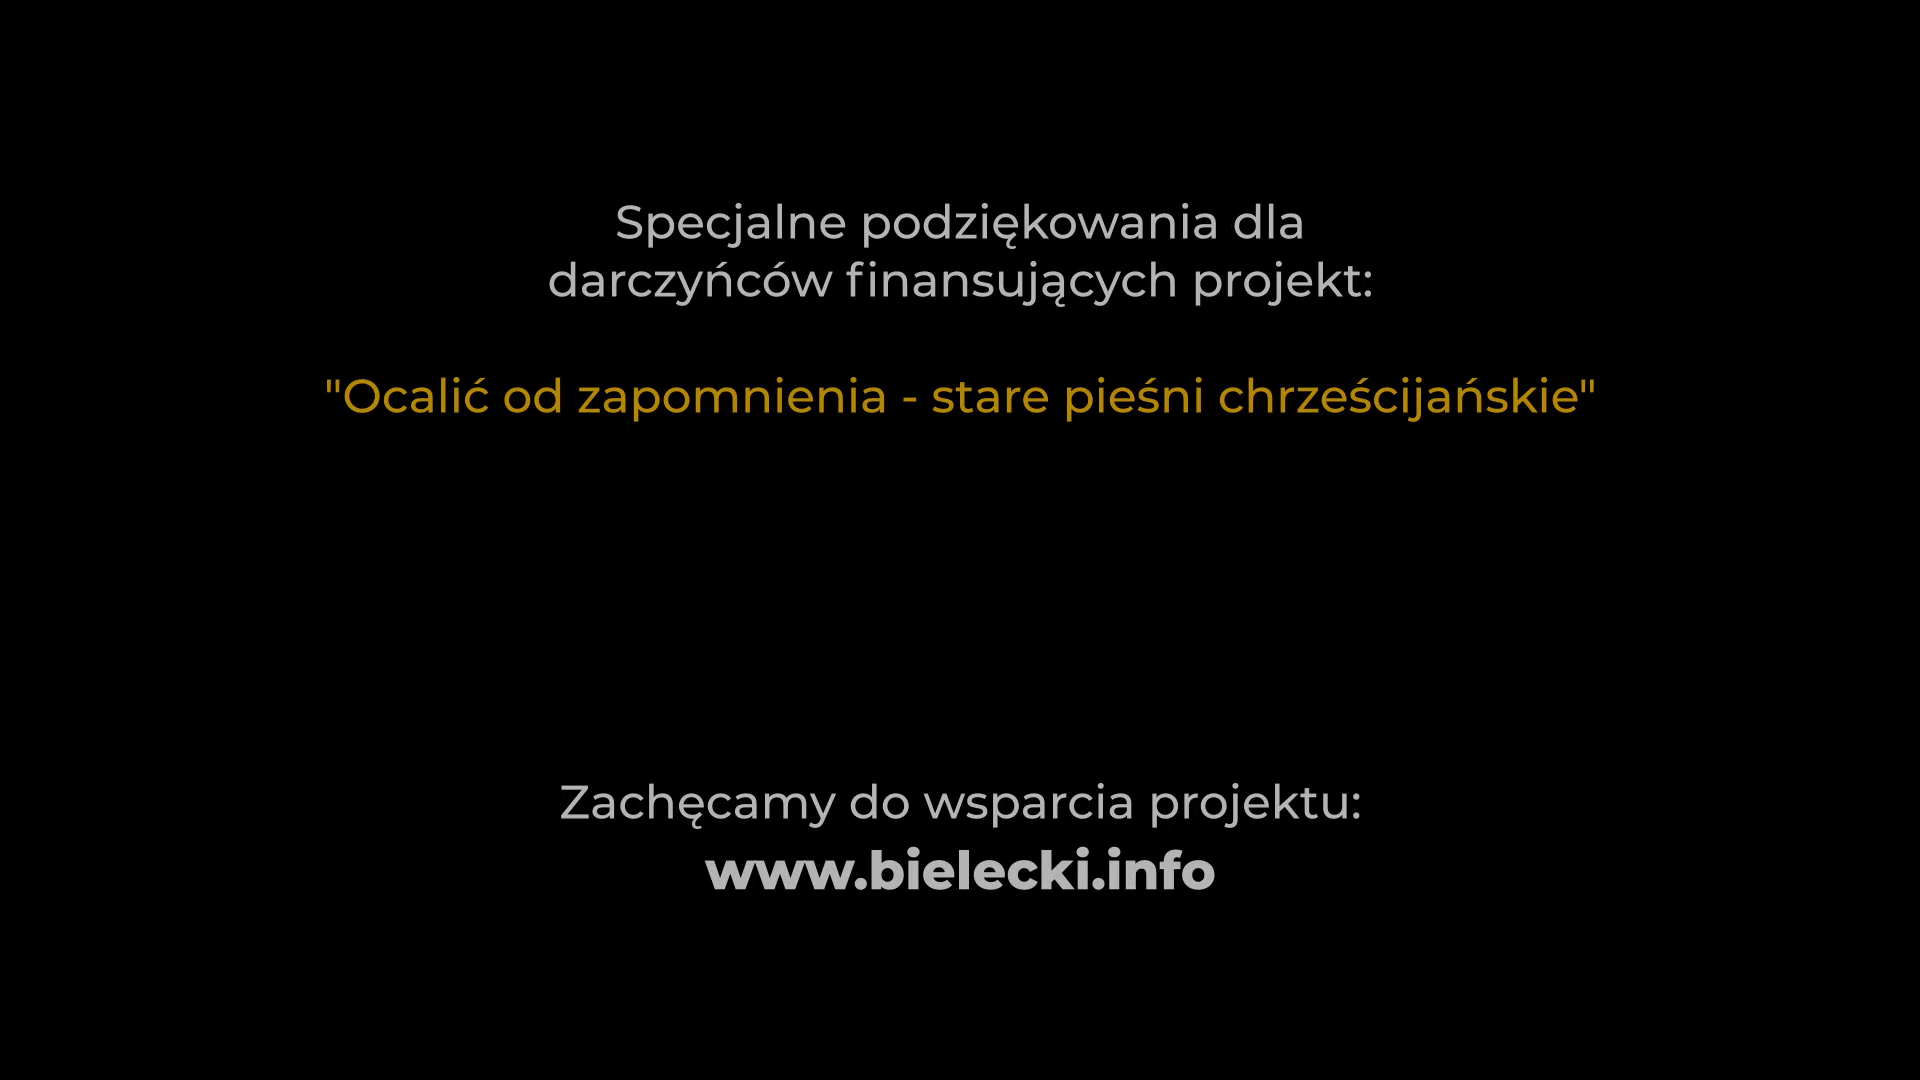 Specjalne podziękowania dla
darczyńców finansujących projekt:
"Ocalić od zapomnienia - stare pieśni chrześcijańskie"
Zachęcamy do wsparcia projektu:
www.bielecki.info